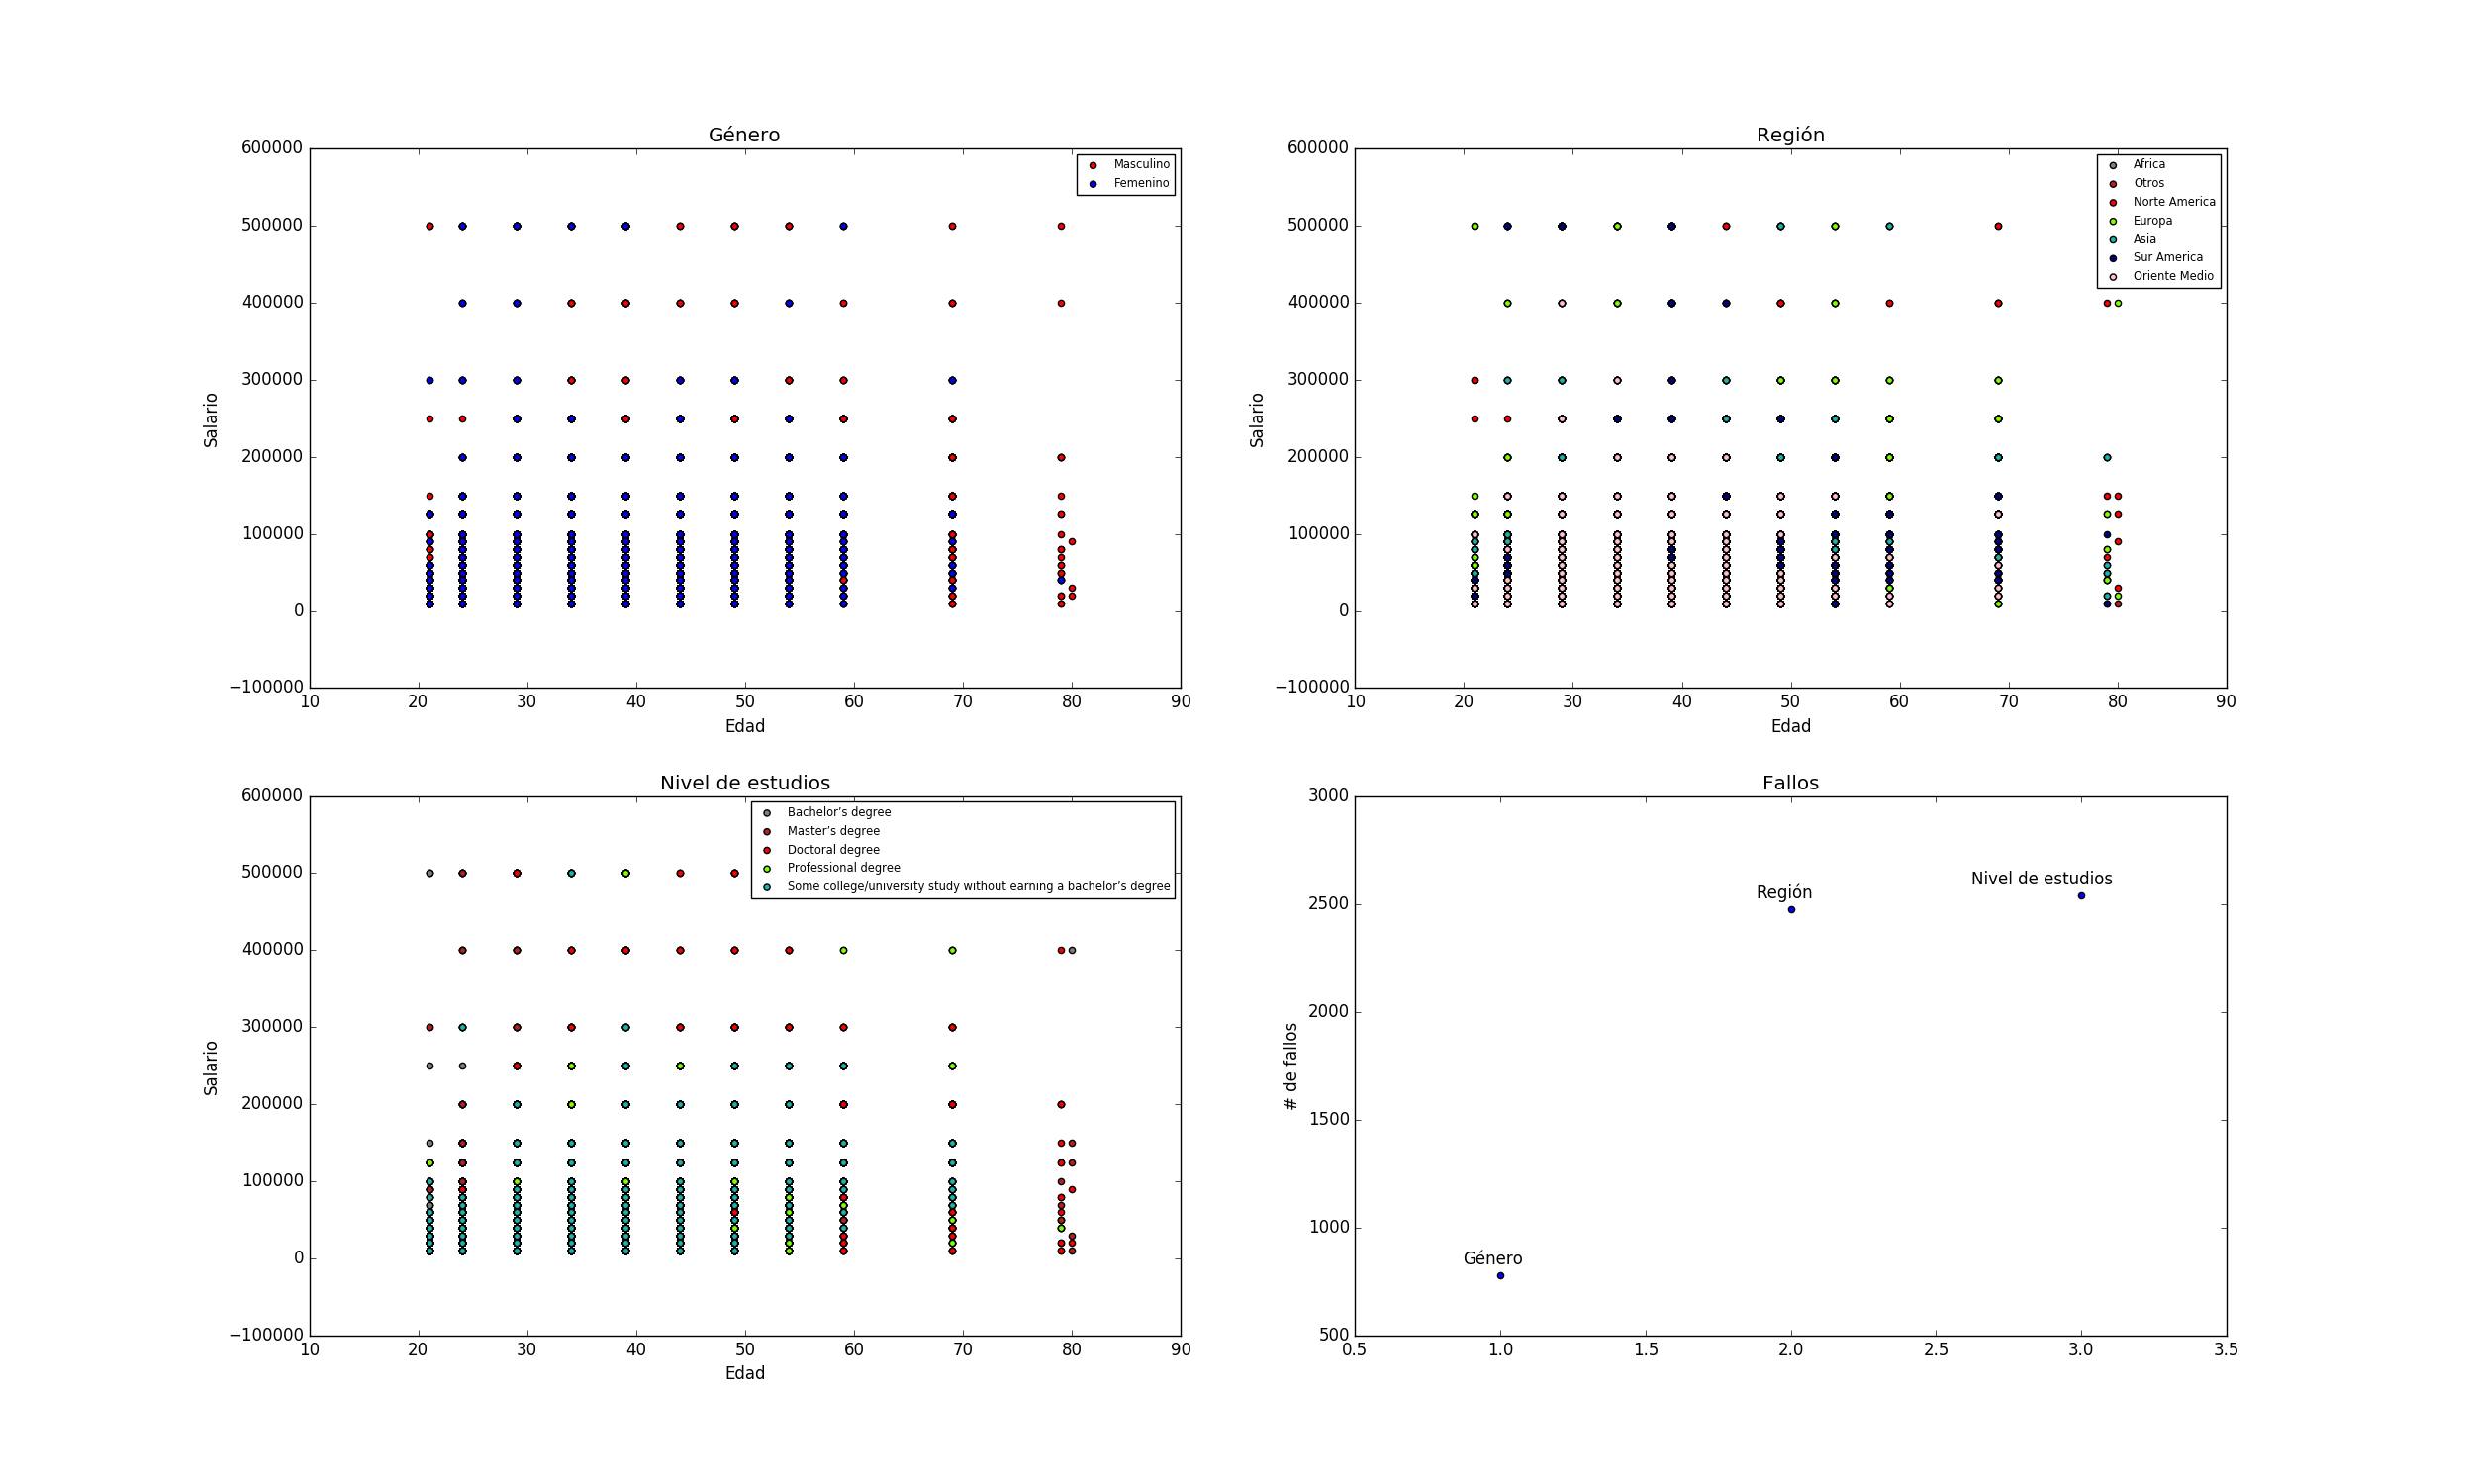 Género
600000
500000
400000
300000
200000
100000
0
−100000
Salario
10 20 30 40 50 60 70 80 90
Edad
Masculino
Femenino
Región
600000
500000
400000
300000
200000
100000
0
−100000
Salario
10 20 30 40 50 60 70 80 90
Edad
Africa
Otros
Norte America
Europa
Asia
Sur America
Oriente Medio
Nivel de estudios
600000
500000
400000
300000
200000
100000
0
−100000
Salario
10 20 30 40 50 60 70 80 90
Edad
Bachelor’s degree
Master’s degree
Doctoral degree
Professional degree
Some college/university study without earning a bachelor’s degree
Fallos
3000
2500
2000
1500
1000
500
# de fallos
0.5 1.0 1.5 2.0 2.5 3.0 3.5
Género
Región
Nivel de estudios